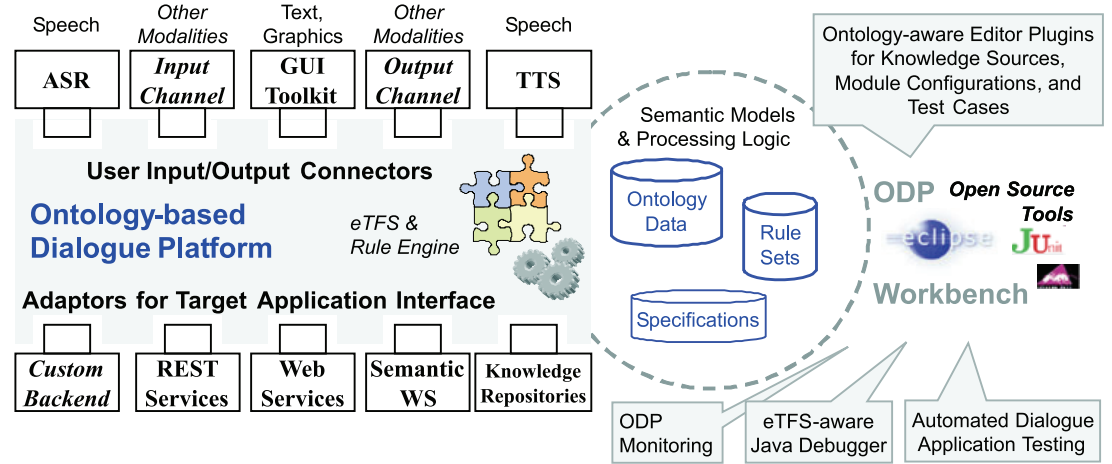 Speech
Other
Modalities
Text,
Graphics
Other
Modalities
Speech
ASR
Input
Channel
GUI
Toolkit
Output
Channel
TTS
User Input/Output Connectors
Ontology-based
Dialogue Platform
eTFS &
Rule Engine
Adaptors for Target Application Interface
Custom
Backend
REST
Services
Web
Services
Semantic
WS
Knowledge
Repositories
Semantic Models
& Processing Logic
Ontology
Data
Rule
Sets
Specifications
Ontology-aware Editor Plugins
for Knowledge Sources,
Module Configurations, and
Test Cases
ODP
Open Source
Tools
eclipse
JUnit
Workbench
ODP
Monitoring
eTFS-aware
Java Debugger
Automated Dialogue
Application Testing